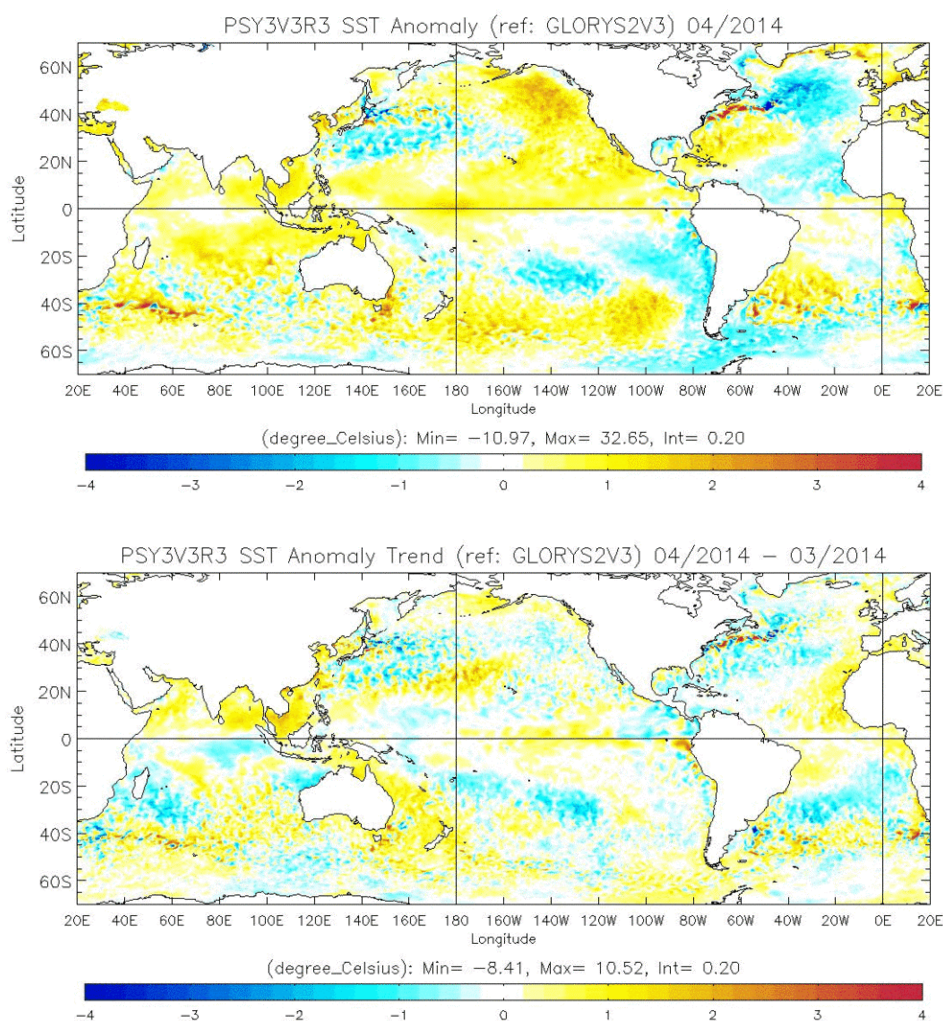 PSY3V3R3 SST Anomaly (ref: GLORYS2V3) 04/2014
60N
40N
20N
0
20S
40S
60S
Latitude
20E 40E 60E 80E 100E 120E 140E 160E 180 160W 140W 120W 100W 80W 60W 40W 20W 0E 20E
Longitude
(degree_Celsius): Min= −10.97, Max= 32.65, Int= 0.20
−4 −3 −2 −1 0 1 2 3 4
PSY3V3R3 SST Anomaly Trend (ref: GLORYS2V3) 04/2014 − 03/2014
60N
40N
20N
0
20S
40S
60S
Latitude
20E 40E 60E 80E 100E 120E 140E 160E 180 160W 140W 120W 100W 80W 60W 40W 20W 0E 20E
Longitude
(degree_Celsius): Min= −8.41, Max= 10.52, Int= 0.20
−4 −3 −2 −1 0 1 2 3 4